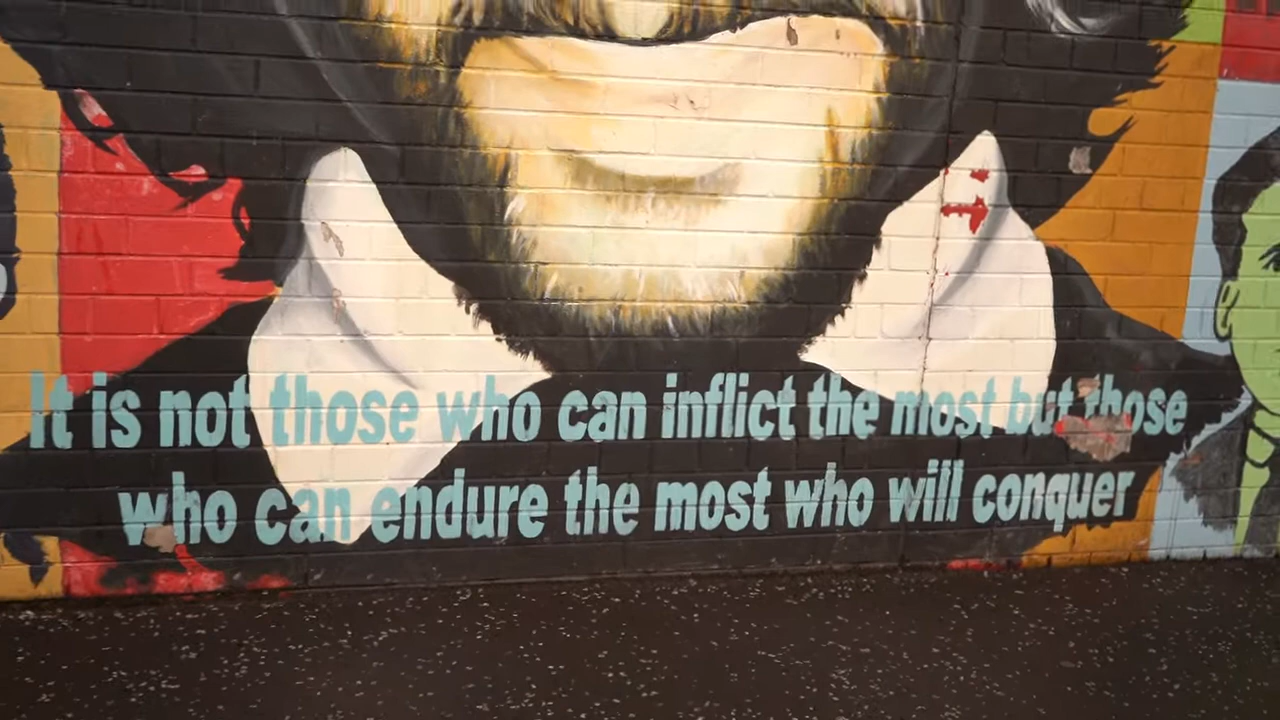 It is not those who can inflict the most but those
who can endure the most who will conquer